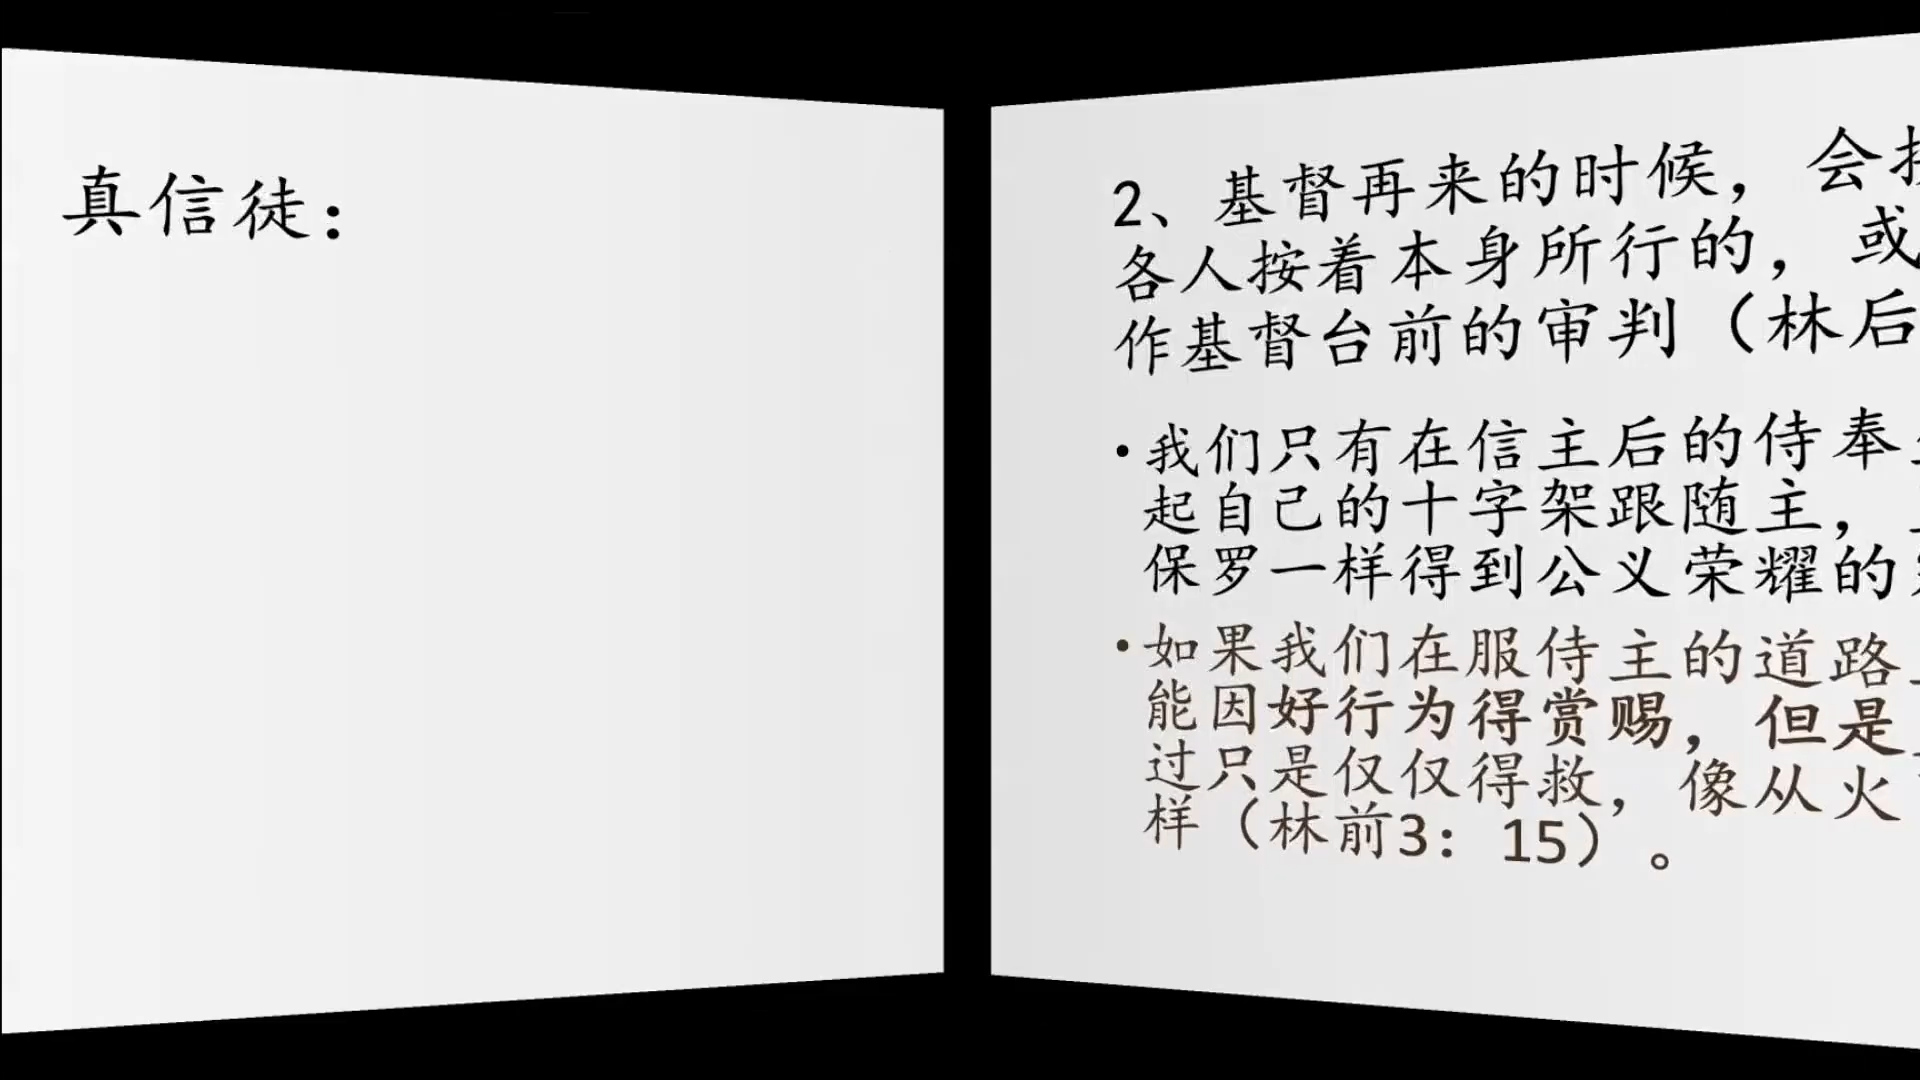 真信徒：
2、基督再来的时候，会
各人按着本身所行的，或
作基督台前的审判（林后
•我们只有在信主后的侍奉
起自己的十字架跟随主，
保罗一样得到公义荣耀的
•如果我们在服侍主的道路
能因好行为得赏赐，但是
过只是仅仅得救，像从火
样（林前3：15）。